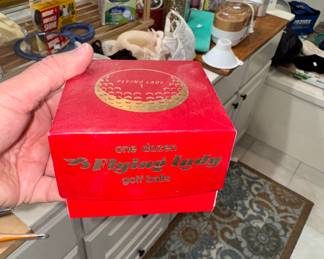 one dozen
Flying lady
golf balls